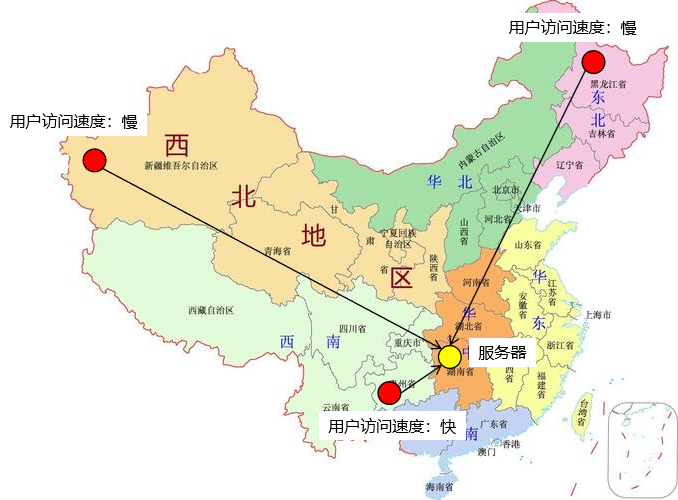 用户访问速度：慢
黑龙江省
东
北
吉林省
用户访问速度：慢
西
新疆维吾尔自治区
内蒙古自治区
辽宁省
华 北
北京市
北
甘
天津市
河北省
山西省
地
宁夏回族
自治区
肃
省
陕西省
青海省
山东省
区
河南省
华
东
安徽省
江苏省
西藏自治区
四川省
华
湖北省
上海市
西 南
重庆市
服务器
浙江省
中
湖南省
西省
贵州省
福建省
云南省
用户访问速度：快
广东省
南
台湾省
香港
澳门
海南省